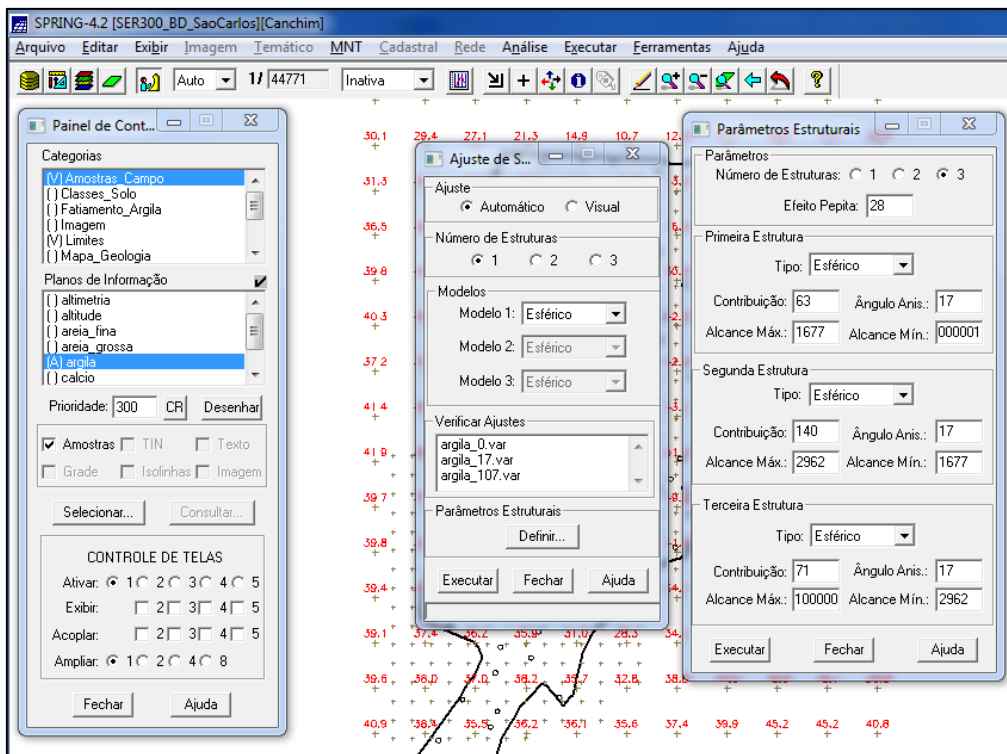 SPRING-4.2 [SER300_BD_SaoCarlos][Canchim]
Arquivo Editar Exibir Imagem Temático MNT Cadastral Rede Análise Executar Ferramentas Ajuda
Auto 1/ 44771 Inativa
Painel de Cont...
Categorias
(V) Amostras_Campo
( ) Classes_Solo
( ) Fatiamento_Argila
( ) Imagem
(V) Limites
( ) Mapa_Geologia
Planos de Informação
( ) altimetria
( ) altitude
( ) areia_fina
( ) areia_grossa
(A) argila
( ) calcio
Prioridade: 300 CR Desenhar
Amostras TIN Texto
Grade Isolinhas Imagem
Selecionar... Consultar...
CONTROLE DE TELAS
Ativar: 1 2 3 4 5
Exibir: 2 3 4 5
Acoplar: 2 3 4 5
Ampliar: 1 2 4 8
Fechar Ajuda
30.1 29.4 27.1 21.3 14.9 10.7
31.3
36.5
39.8
40.3
37.2
41.4
41.9
39.7
39.8
39.4
39.1 37.4 36.2 35.9 31.0 28.3
39.6 38.0 37.0 38.2 35.7 32.8
40.9 38.4 35.5 36.2 36.1 35.6 37.4 39.9 45.2 45.2 40.8
Ajuste de S...
Ajuste
Automático Visual
Número de Estruturas
1 2 3
Modelos
Modelo 1: Esférico
Modelo 2: Esférico
Modelo 3: Esférico
Verificar Ajustes
argila_0.var
argila_17.var
argila_107.var
Parâmetros Estruturais
Definir...
Executar Fechar Ajuda
Parâmetros Estruturais
Parâmetros
Número de Estruturas: 1 2 3
Efeito Pepita: 28
Primeira Estrutura
Tipo: Esférico
Contribuição: 63 Ângulo Anis.: 17
Alcance Máx.: 1677 Alcance Mín.: 000001
Segunda Estrutura
Tipo: Esférico
Contribuição: 140 Ângulo Anis.: 17
Alcance Máx.: 2962 Alcance Mín.: 1677
Terceira Estrutura
Tipo: Esférico
Contribuição: 71 Ângulo Anis.: 17
Alcance Máx.: 100000 Alcance Mín.: 2962
Executar Fechar Ajuda